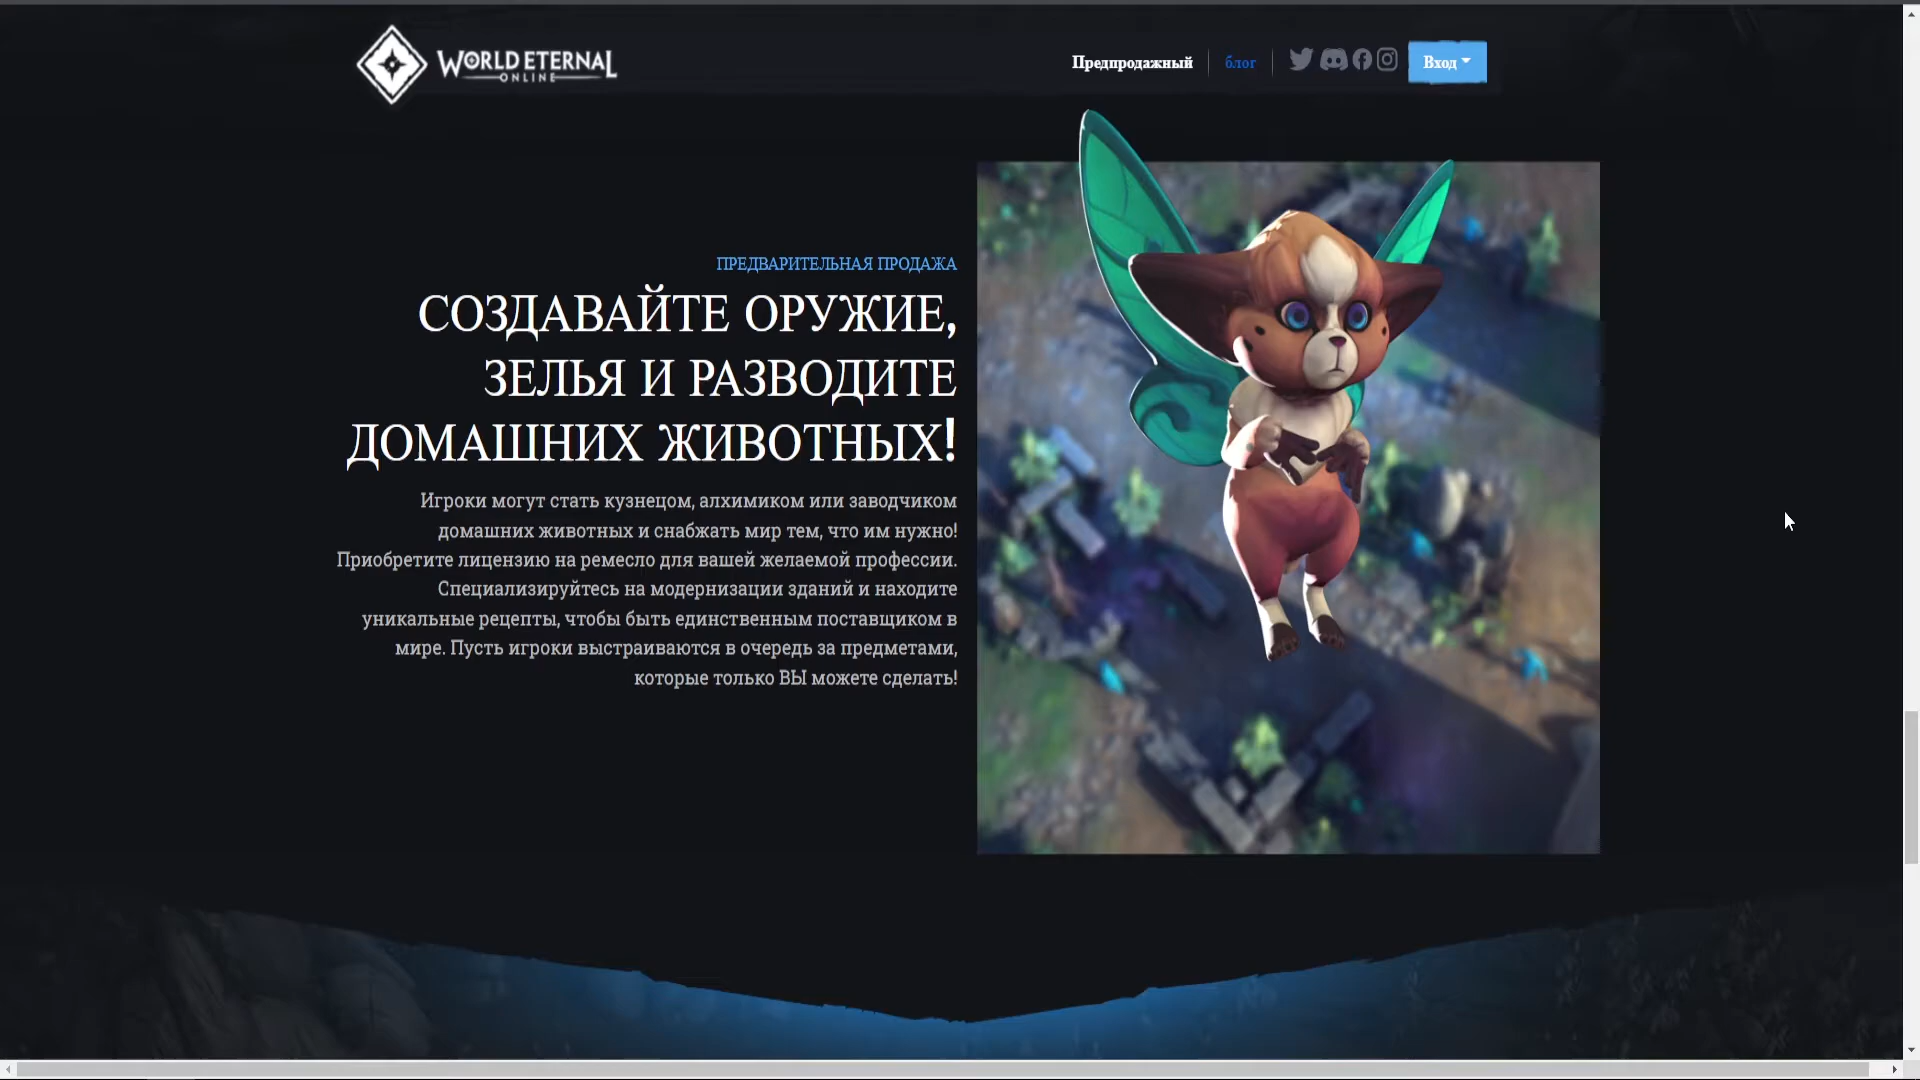 WORLD ETERNAL
ONLINE
Предпродажный
блог
Вход
ПРЕДВАРИТЕЛЬНАЯ ПРОДАЖА
СОЗДАВАЙТЕ ОРУЖИЕ,
ЗЕЛЬЯ И РАЗВОДИТЕ
ДОМАШНИХ ЖИВОТНЫХ!
Игроки могут стать кузнецом, алхимиком или заводчиком
домашних животных и снабжать мир тем, что им нужно!
Приобретите лицензию на ремесло для вашей желаемой профессии.
Специализируйтесь на модернизации зданий и находите
уникальные рецепты, чтобы быть единственным поставщиком в
мире. Пусть игроки выстраиваются в очередь за предметами,
которые только ВЫ можете сделать!